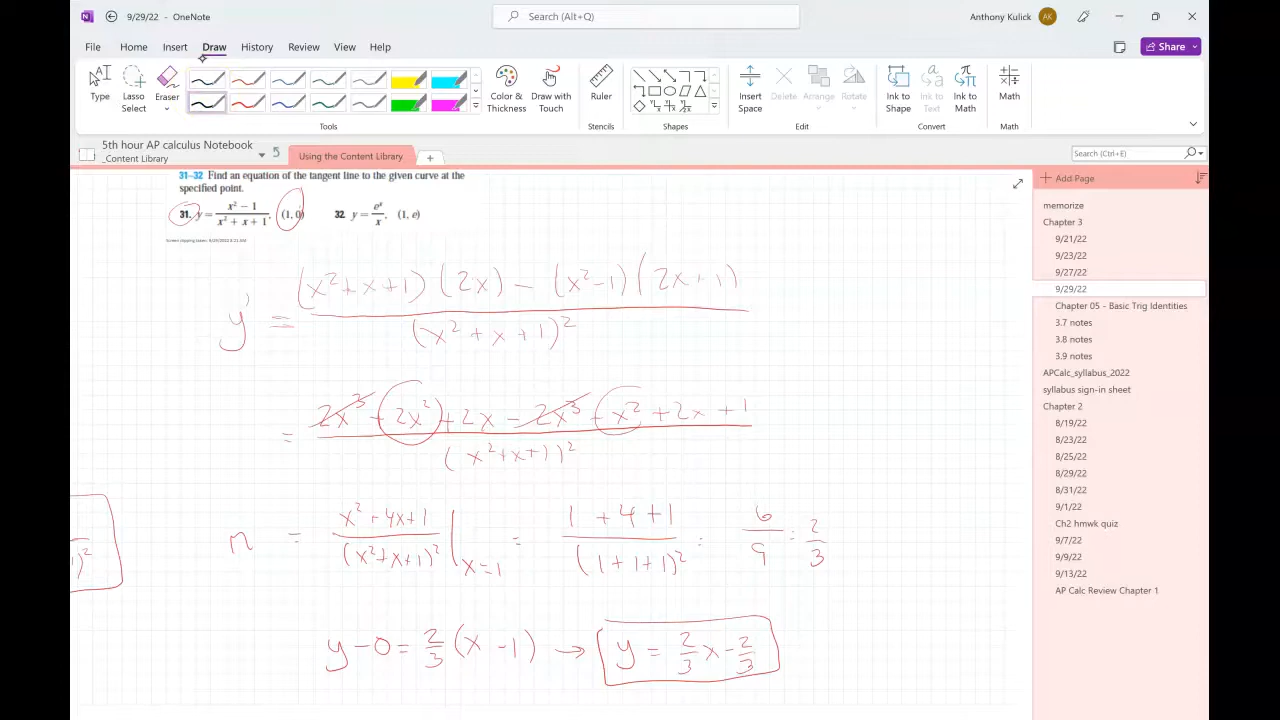 9/29/22 - OneNote
Search (Alt+Q)
Anthony Kulick
AK
File Home Insert Draw History Review View Help
Share
Type
Lasso Select
Eraser
Color & Thickness
Draw with Touch
Ruler
Insert Space
Delete
Arrange
Rotate
Ink to Shape
Ink to Text
Ink to Math
Math
Tools
Stencils
Shapes
Edit
Convert
Math
5th hour AP calculus Notebook
_Content Library
Using the Content Library
Search (Ctrl+E)
31–32 Find an equation of the tangent line to the given curve at the
specified point.
31. y = (x² − 1)/(x² + x + 1), (1, 0) 32. y = eˣ/x, (1, e)
y' = ((x²+x+1)(2x) − (x²−1)(2x+1))/(x²+x+1)²
= (2x³ + 2x² + 2x − 2x³ − x² + 2x + 1)/(x²+x+1)²
m = (x²+4x+1)/(x²+x+1)² | x=1 = (1+4+1)/(1+1+1)² = 6/9 = 2/3
y−0 = 2/3 (x −1) → y = 2/3 x − 2/3
Add Page
memorize
Chapter 3
9/21/22
9/23/22
9/27/22
9/29/22
Chapter 05 - Basic Trig Identities
3.7 notes
3.8 notes
3.9 notes
APCalc_syllabus_2022
syllabus sign-in sheet
Chapter 2
8/19/22
8/23/22
8/25/22
8/29/22
8/31/22
9/1/22
Ch2 hmwk quiz
9/7/22
9/9/22
9/13/22
AP Calc Review Chapter 1